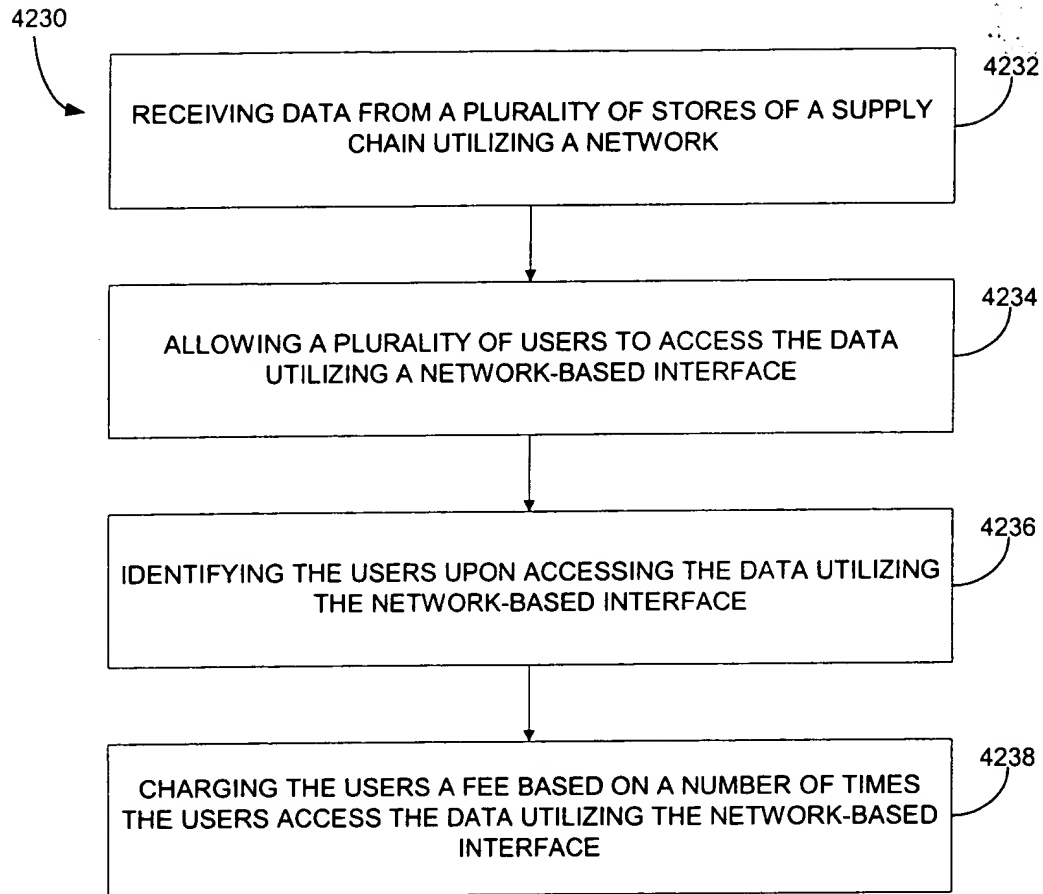 4230
4232
RECEIVING DATA FROM A PLURALITY OF STORES OF A SUPPLY
CHAIN UTILIZING A NETWORK
4234
ALLOWING A PLURALITY OF USERS TO ACCESS THE DATA
UTILIZING A NETWORK-BASED INTERFACE
4236
IDENTIFYING THE USERS UPON ACCESSING THE DATA UTILIZING
THE NETWORK-BASED INTERFACE
4238
CHARGING THE USERS A FEE BASED ON A NUMBER OF TIMES
THE USERS ACCESS THE DATA UTILIZING THE NETWORK-BASED
INTERFACE